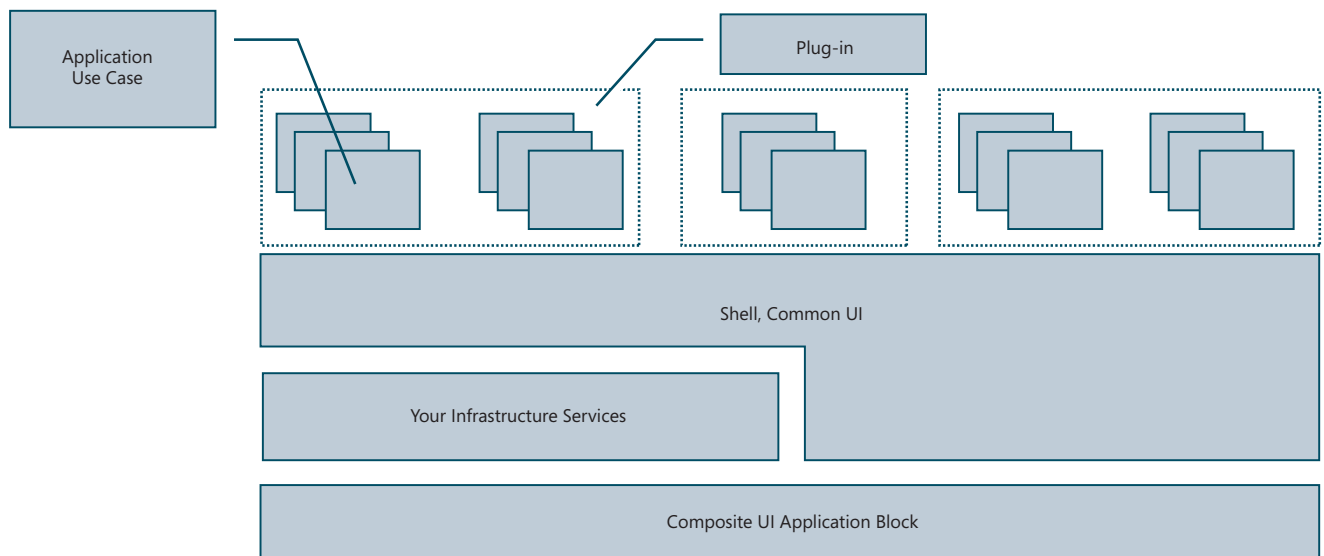 Application
Use Case
Plug-in
Shell, Common UI
Your Infrastructure Services
Composite UI Application Block